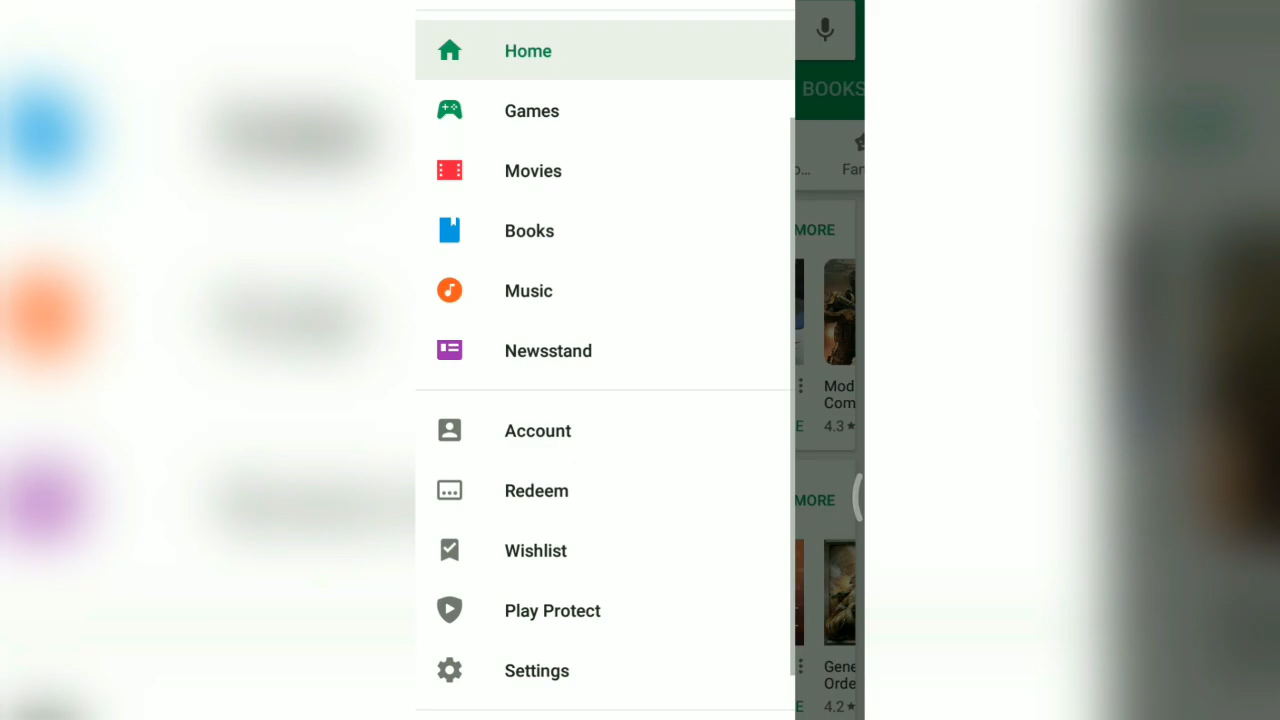 Home
Games
Movies
Books
Music
Newsstand
Account
Redeem
Wishlist
Play Protect
Settings
BOOKS
MORE
Mod
Com
4.3★
MORE
Gene
Orde
4.2★